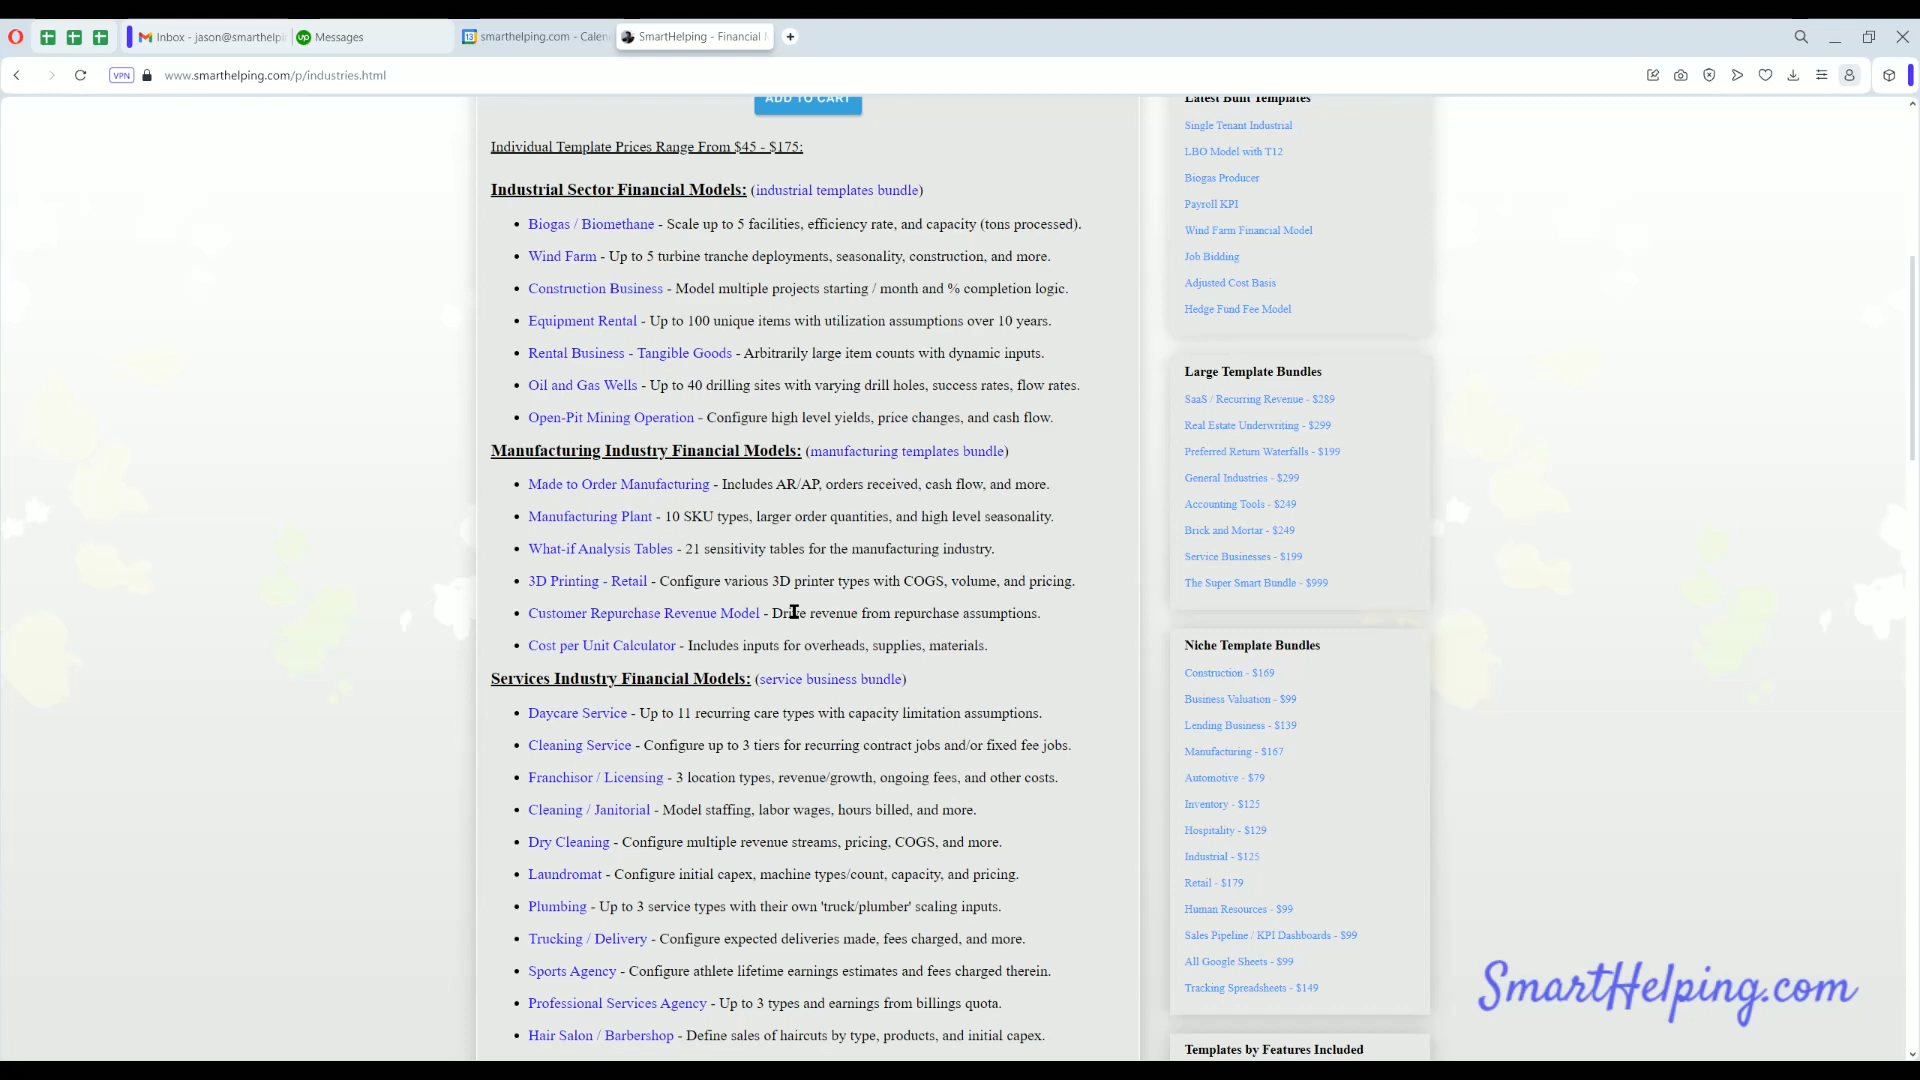 Inbox - jason@smarthelpin
Messages
smarthelping.com - Calen
SmartHelping - Financial
VPN
www.smarthelping.com/p/industries.html
ADD TO CART
Individual Template Prices Range From $45 - $175:
Industrial Sector Financial Models: (industrial templates bundle)
Biogas / Biomethane - Scale up to 5 facilities, efficiency rate, and capacity (tons processed).
Wind Farm - Up to 5 turbine tranche deployments, seasonality, construction, and more.
Construction Business - Model multiple projects starting / month and % completion logic.
Equipment Rental - Up to 100 unique items with utilization assumptions over 10 years.
Rental Business - Tangible Goods - Arbitrarily large item counts with dynamic inputs.
Oil and Gas Wells - Up to 40 drilling sites with varying drill holes, success rates, flow rates.
Open-Pit Mining Operation - Configure high level yields, price changes, and cash flow.
Manufacturing Industry Financial Models: (manufacturing templates bundle)
Made to Order Manufacturing - Includes AR/AP, orders received, cash flow, and more.
Manufacturing Plant - 10 SKU types, larger order quantities, and high level seasonality.
What-if Analysis Tables - 21 sensitivity tables for the manufacturing industry.
3D Printing - Retail - Configure various 3D printer types with COGS, volume, and pricing.
Customer Repurchase Revenue Model - Drive revenue from repurchase assumptions.
Cost per Unit Calculator - Includes inputs for overheads, supplies, materials.
Services Industry Financial Models: (service business bundle)
Daycare Service - Up to 11 recurring care types with capacity limitation assumptions.
Cleaning Service - Configure up to 3 tiers for recurring contract jobs and/or fixed fee jobs.
Franchisor / Licensing - 3 location types, revenue/growth, ongoing fees, and other costs.
Cleaning / Janitorial - Model staffing, labor wages, hours billed, and more.
Dry Cleaning - Configure multiple revenue streams, pricing, COGS, and more.
Laundromat - Configure initial capex, machine types/count, capacity, and pricing.
Plumbing - Up to 3 service types with their own 'truck/plumber' scaling inputs.
Trucking / Delivery - Configure expected deliveries made, fees charged, and more.
Sports Agency - Configure athlete lifetime earnings estimates and fees charged therein.
Professional Services Agency - Up to 3 types and earnings from billings quota.
Hair Salon / Barbershop - Define sales of haircuts by type, products, and initial capex.
Latest Built Templates
Single Tenant Industrial
LBO Model with T12
Biogas Producer
Payroll KPI
Wind Farm Financial Model
Job Bidding
Adjusted Cost Basis
Hedge Fund Fee Model
Large Template Bundles
SaaS / Recurring Revenue - $289
Real Estate Underwriting - $299
Preferred Return Waterfalls - $199
General Industries - $299
Accounting Tools - $249
Brick and Mortar - $249
Service Businesses - $199
The Super Smart Bundle - $999
Niche Template Bundles
Construction - $169
Business Valuation - $99
Lending Business - $139
Manufacturing - $167
Automotive - $79
Inventory - $125
Hospitality - $129
Industrial - $125
Retail - $179
Human Resources - $99
Sales Pipeline / KPI Dashboards - $99
All Google Sheets - $99
Tracking Spreadsheets - $149
Templates by Features Included
SmartHelping.com